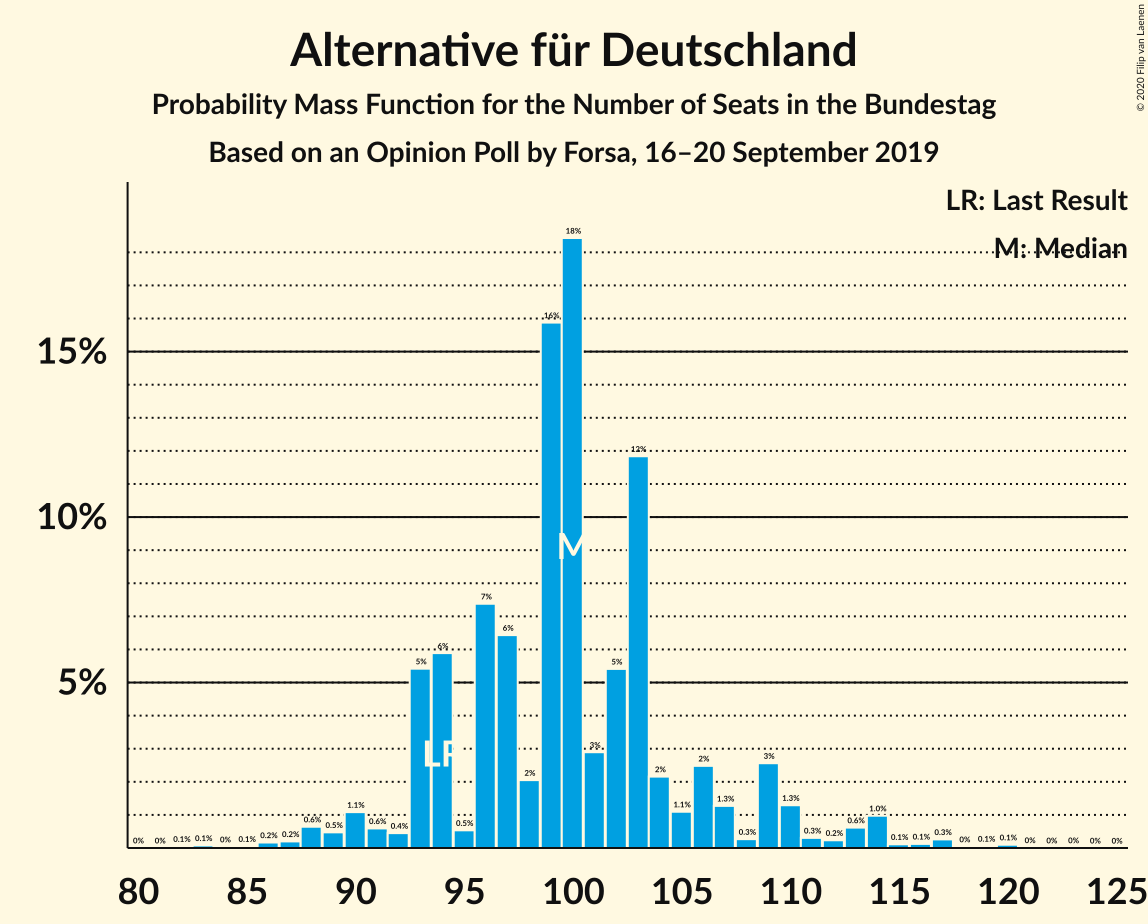 © 2020 Filip van Laenen
Alternative für Deutschland
Probability Mass Function for the Number of Seats in the Bundestag
Based on an Opinion Poll by Forsa, 16–20 September 2019
LR: Last Result
M: Median
15%
10%
5%
0% 0% 0.1% 0.1% 0% 0.1% 0.2% 0.2% 0.6% 0.5% 1.1% 0.6% 0.4% 5% 6% 0.5% 7% 6% 2% 16% 18% 3% 5% 12% 2% 1.1% 2% 1.3% 0.3% 3% 1.3% 0.3% 0.2% 0.6% 1.0% 0.1% 0.1% 0.3% 0% 0.1% 0.1% 0% 0% 0% 0% 0%
LR
M
80 85 90 95 100 105 110 115 120 125